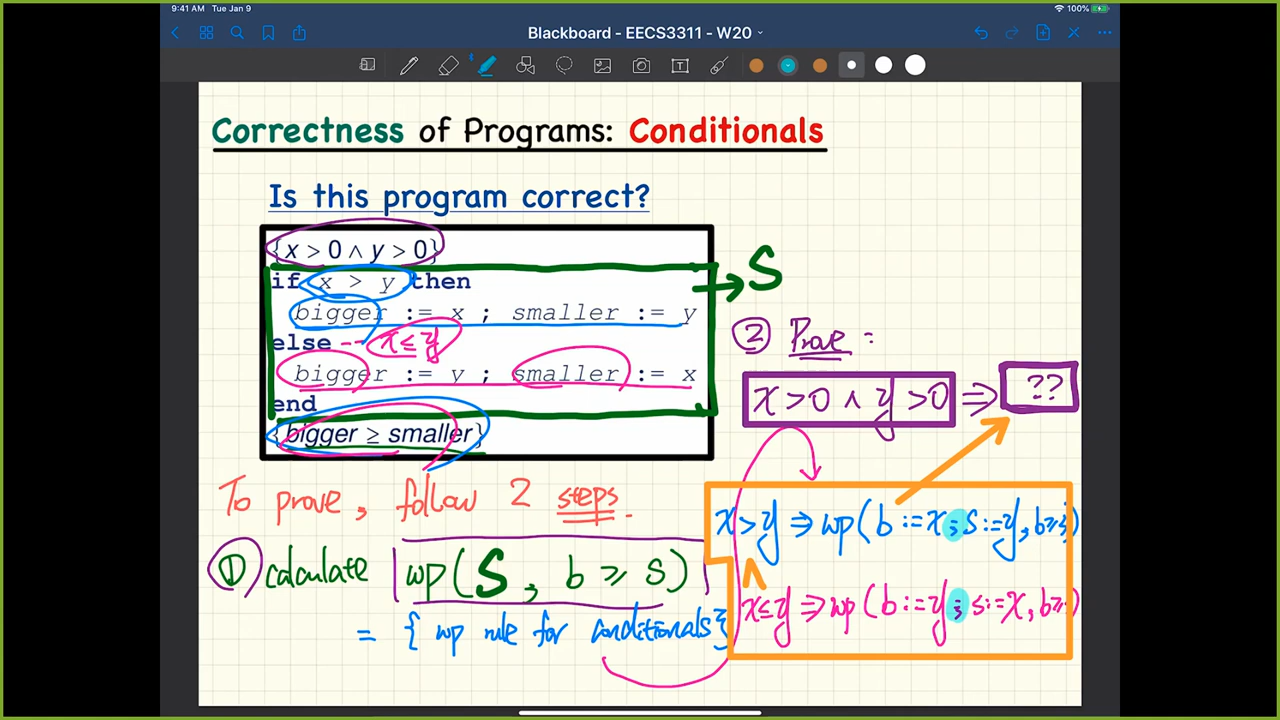 9:41 AM Tue Jan 9
100%
Blackboard - EECS3311 - W20
Correctness of Programs: Conditionals
Is this program correct?
{x > 0 ∧ y > 0}
if x > y then
bigger := x ; smaller := y
else -- x ≤ y
bigger := y ; smaller := x
end
{bigger ≥ smaller}
→ S
② Prove :
x > 0 ∧ y > 0 ⇒ ??
To prove, follow 2 steps.
① calculate wp(S, b ≥ s)
= { wp rule for conditionals }
x > y ⇒ wp(b := x ; s := y, b ≥ s)
∧
x ≤ y ⇒ wp(b := y ; s := x, b ≥ s)